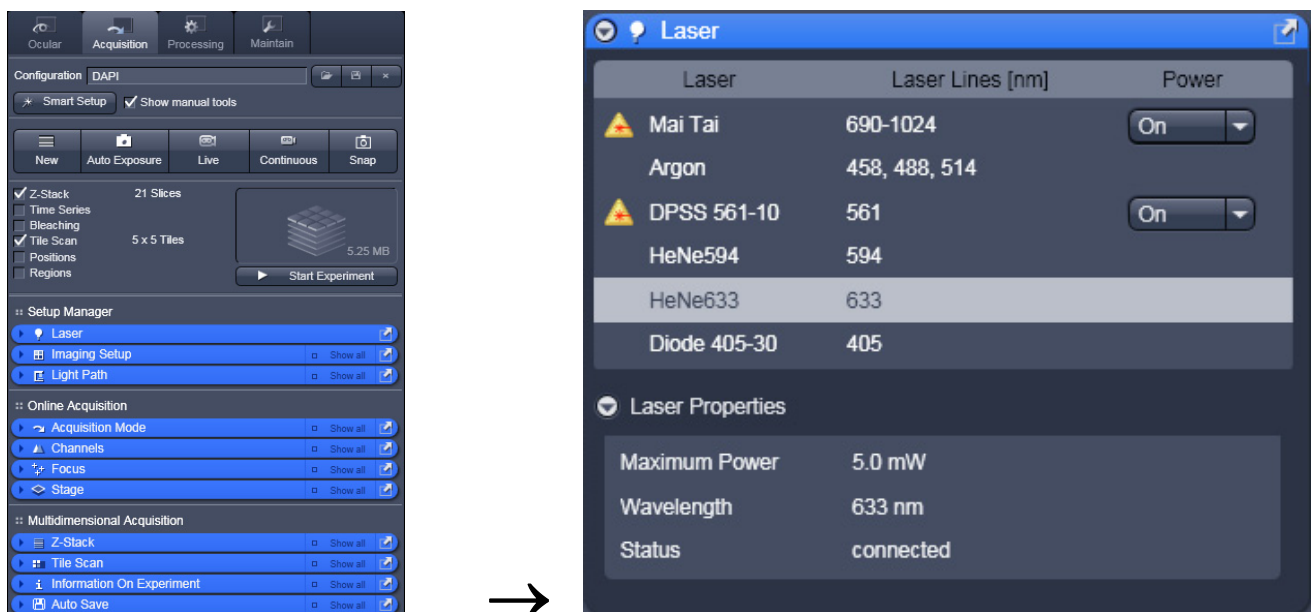 Ocular Acquisition Processing Maintain
Configuration DAPI
Smart Setup Show manual tools
New Auto Exposure Live Continuous Snap
Z-Stack 21 Slices
Time Series
Bleaching
Tile Scan 5 x 5 Tiles
Positions
Regions
5.25 MB
Start Experiment
Setup Manager
Laser
Imaging Setup Show all
Light Path Show all
Online Acquisition
Acquisition Mode Show all
Channels Show all
Focus Show all
Stage Show all
Multidimensional Acquisition
Z-Stack Show all
Tile Scan Show all
Information On Experiment Show all
Auto Save Show all
Laser
Laser Laser Lines [nm] Power
Mai Tai 690-1024 On
Argon 458, 488, 514
DPSS 561-10 561 On
HeNe594 594
HeNe633 633
Diode 405-30 405
Laser Properties
Maximum Power 5.0 mW
Wavelength 633 nm
Status connected